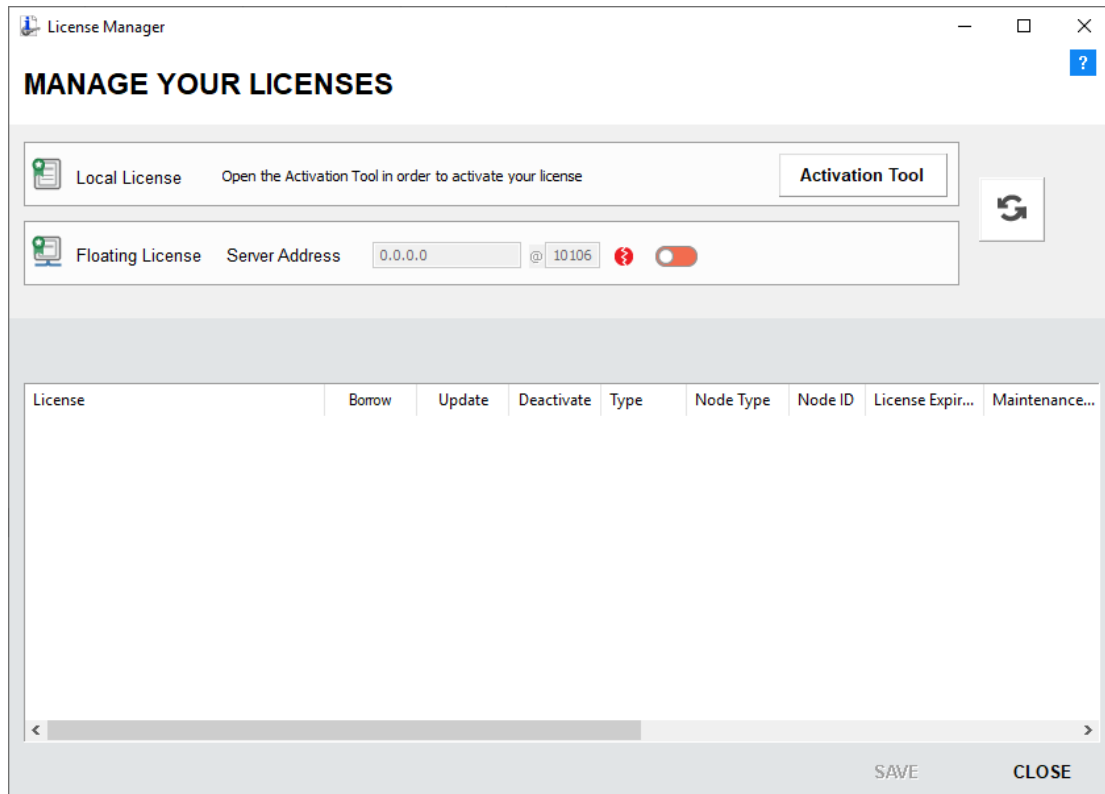 License Manager
?
MANAGE YOUR LICENSES
Local License Open the Activation Tool in order to activate your license Activation Tool
Floating License Server Address 0.0.0.0 @ 10106
License Borrow Update Deactivate Type Node Type Node ID License Expir... Maintenance...
SAVE CLOSE